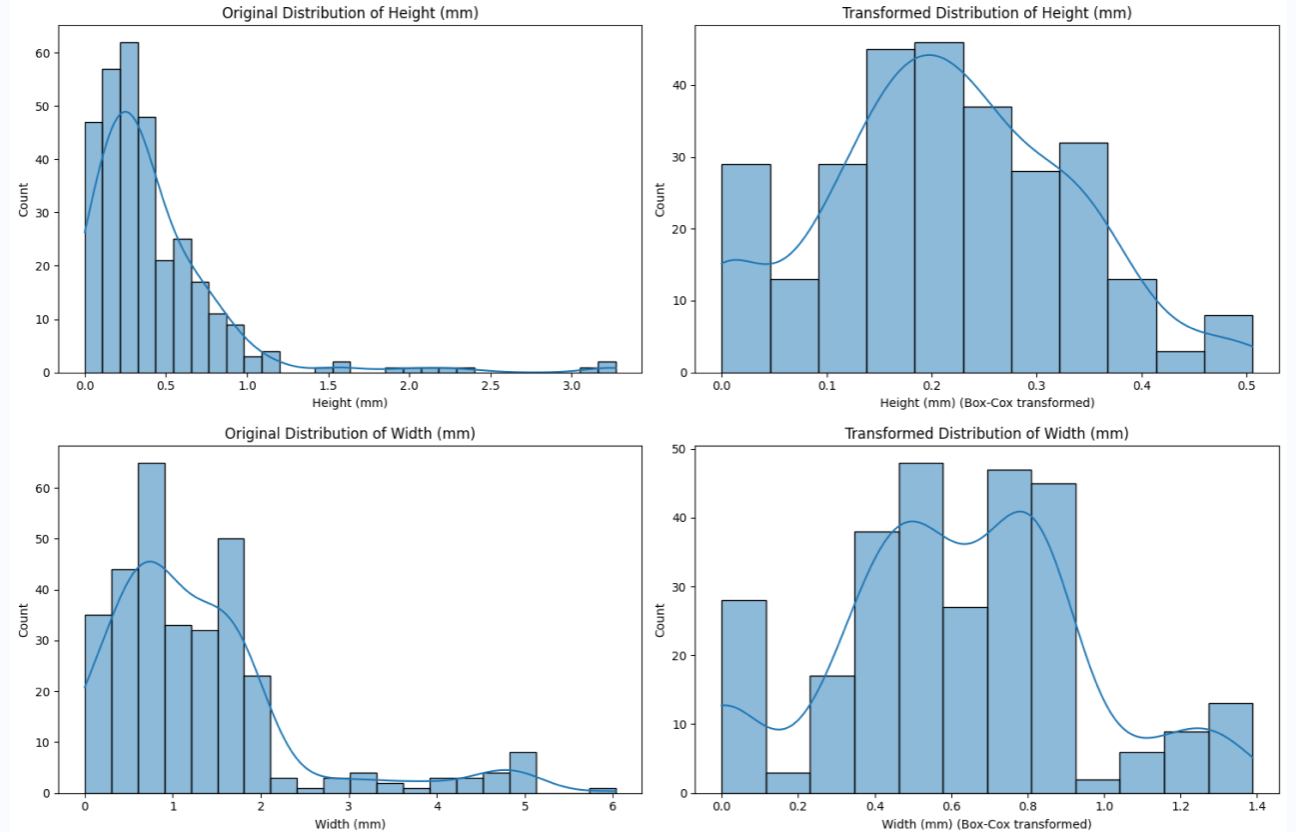 Original Distribution of Height (mm)
60
50
40
30
20
10
0
Count
0.0 0.5 1.0 1.5 2.0 2.5 3.0
Height (mm)
Transformed Distribution of Height (mm)
40
30
20
10
0
Count
0.0 0.1 0.2 0.3 0.4 0.5
Height (mm) (Box-Cox transformed)
Original Distribution of Width (mm)
60
50
40
30
20
10
0
Count
0 1 2 3 4 5 6
Width (mm)
Transformed Distribution of Width (mm)
50
40
30
20
10
0
Count
0.0 0.2 0.4 0.6 0.8 1.0 1.2 1.4
Width (mm) (Box-Cox transformed)